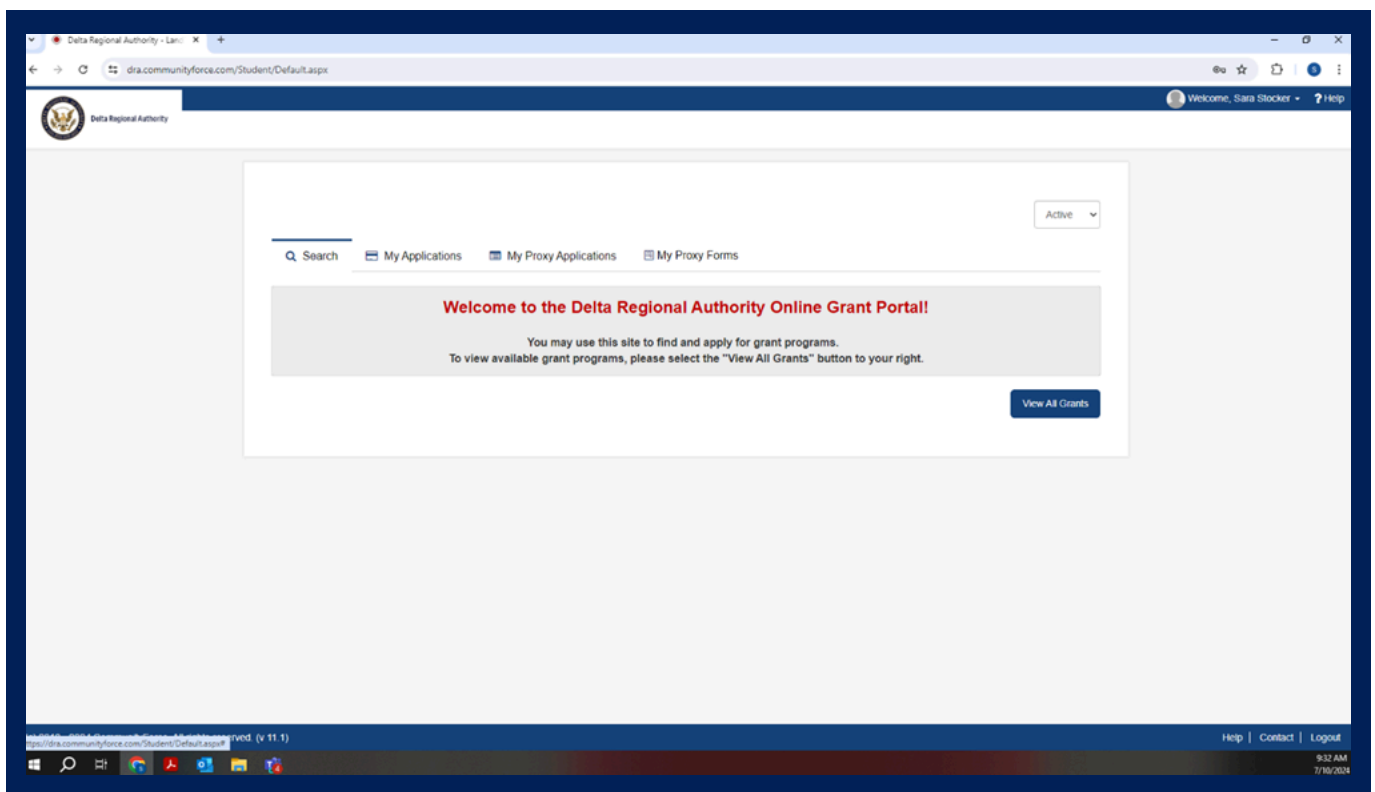 Delta Regional Authority - Lan
dra.communityforce.com/Student/Default.aspx
S
Delta Regional Authority
Welcome, Sara Stocker
? Help
Active
Search
My Applications
My Proxy Applications
My Proxy Forms
Welcome to the Delta Regional Authority Online Grant Portal!
You may use this site to find and apply for grant programs.
To view available grant programs, please select the "View All Grants" button to your right.
View All Grants
rved. (v 11.1)
ttps://dra.communityforce.com/Student/Default.aspx#
Help | Contact | Logout
9:32 AM
7/10/2024